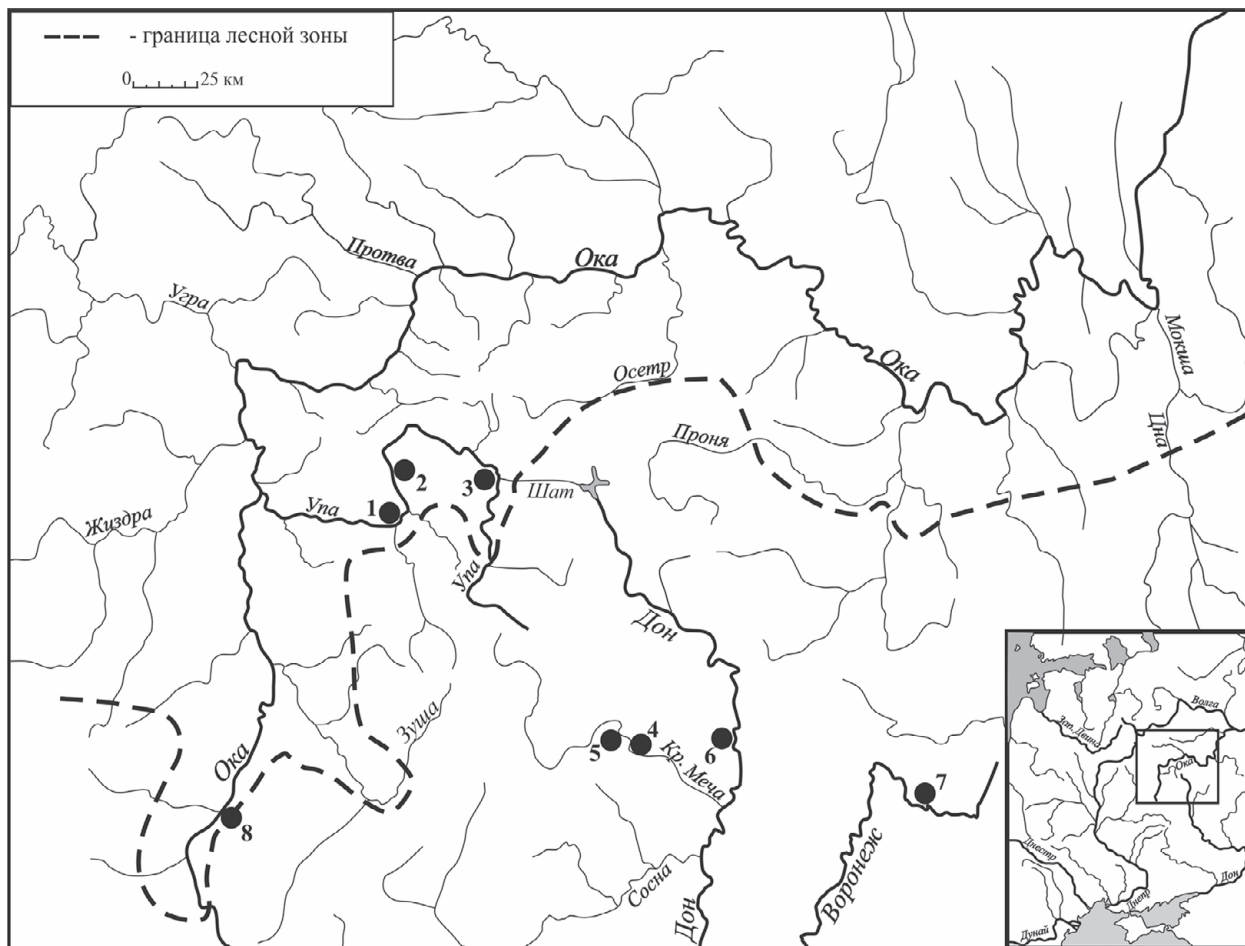 - граница лесной зоны
0 25 км
Протва
Ока
Угра
Мокша
Осетр
Ока
Проня
Цна
2
3
Шат
1
Упа
Жиздра
Упа
Дон
Зуша
Волга
Зап. Двина
5
4
6
Кр. Меча
Ока
Ока
7
8
Воронеж
Сосна
Днестр
Дон
Днепр
Дон
Дунай